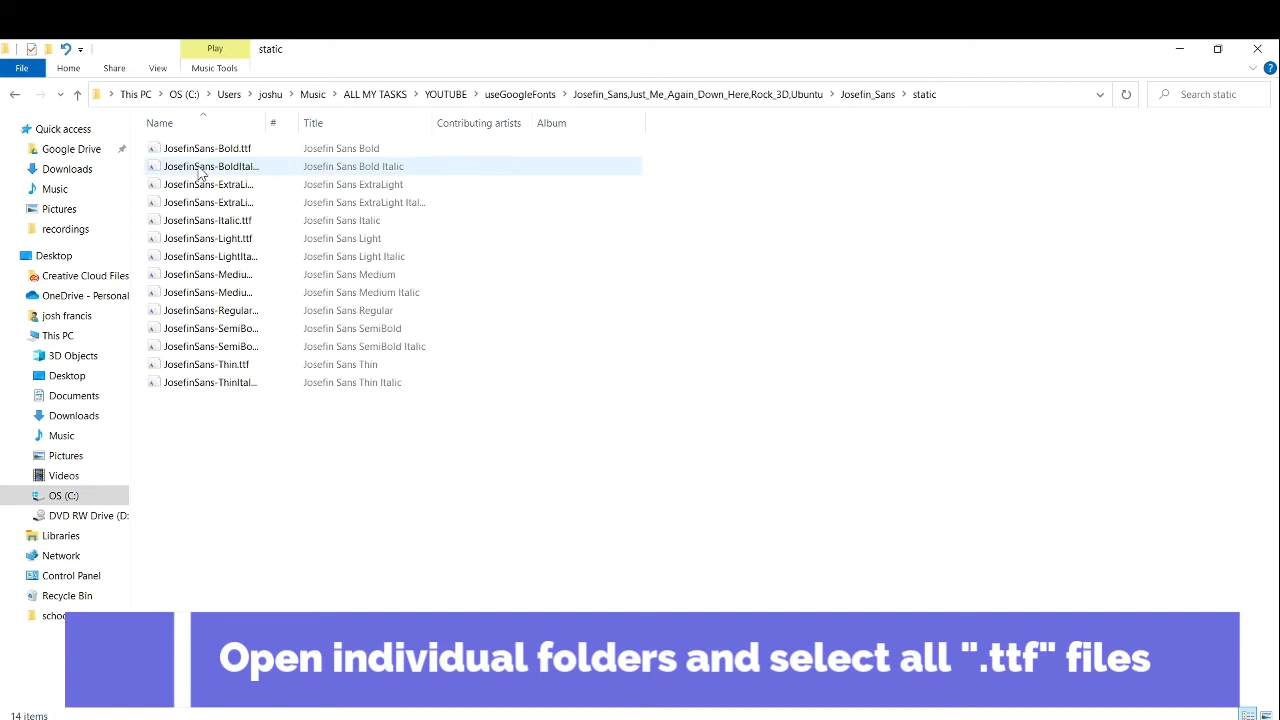 Play
static
File
Home
Share
View
Music Tools
This PC
OS (C:)
Users
joshu
Music
ALL MY TASKS
YOUTUBE
useGoogleFonts
Josefin_Sans,Just_Me_Again_Down_Here,Rock_3D,Ubuntu
Josefin_Sans
static
Search static
Name
#
Title
Contributing artists
Album
JosefinSans-Bold.ttf Josefin Sans Bold
JosefinSans-BoldItal... Josefin Sans Bold Italic
JosefinSans-ExtraLi... Josefin Sans ExtraLight
JosefinSans-ExtraLi... Josefin Sans ExtraLight Ital...
JosefinSans-Italic.ttf Josefin Sans Italic
JosefinSans-Light.ttf Josefin Sans Light
JosefinSans-LightIta... Josefin Sans Light Italic
JosefinSans-Mediu... Josefin Sans Medium
JosefinSans-Mediu... Josefin Sans Medium Italic
JosefinSans-Regular... Josefin Sans Regular
JosefinSans-SemiBo... Josefin Sans SemiBold
JosefinSans-SemiBo... Josefin Sans SemiBold Italic
JosefinSans-Thin.ttf Josefin Sans Thin
JosefinSans-ThinItal... Josefin Sans Thin Italic
Quick access
Google Drive
Downloads
Music
Pictures
recordings
Desktop
Creative Cloud Files
OneDrive - Personal
josh francis
This PC
3D Objects
Desktop
Documents
Downloads
Music
Pictures
Videos
OS (C:)
DVD RW Drive (D:
Libraries
Network
Control Panel
Recycle Bin
Open individual folders and select all ".ttf" files
14 items